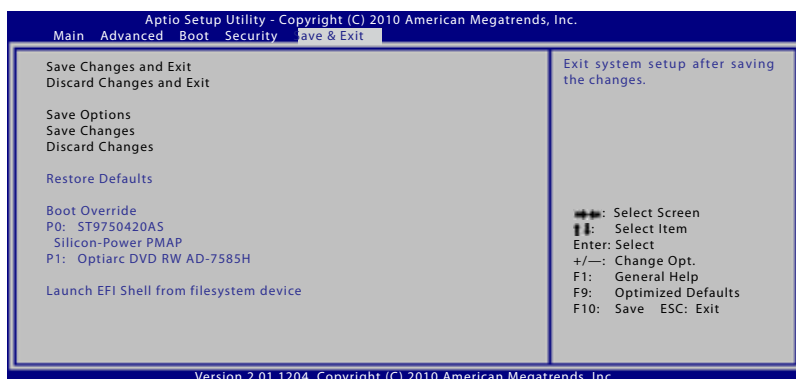 Aptio Setup Utility - Copyright (C) 2010 American Megatrends, Inc.
Main Advanced Boot Security Save & Exit
Save Changes and Exit
Discard Changes and Exit
Save Options
Save Changes
Discard Changes
Restore Defaults
Boot Override
P0: ST9750420AS
Silicon-Power PMAP
P1: Optiarc DVD RW AD-7585H
Launch EFI Shell from filesystem device
Exit system setup after saving
the changes.
→←: Select Screen
↑↓: Select Item
Enter: Select
+/—: Change Opt.
F1: General Help
F9: Optimized Defaults
F10: Save ESC: Exit
Version 2.01.1204. Copyright (C) 2010 American Megatrends, Inc.